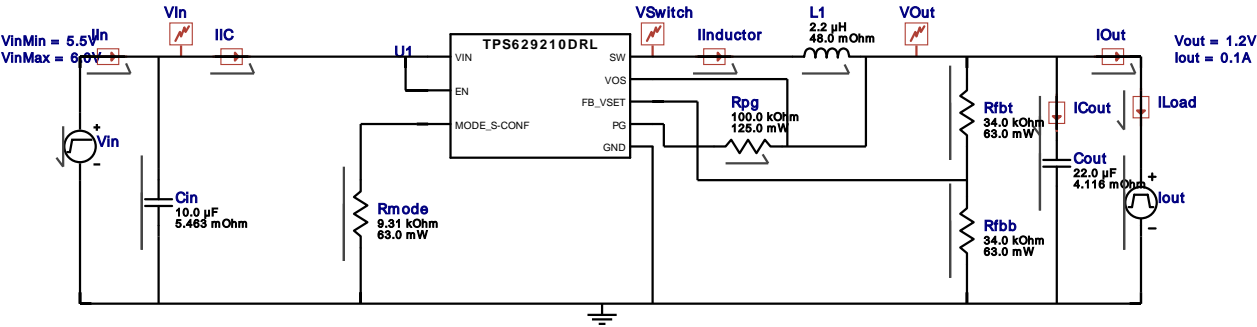 VinMin = 5.5V
VinMax = 6.0V
IIn
VIn
IIC
U1
TPS629210DRL
VIN
EN
MODE_S-CONF
SW
VOS
FB_VSET
PG
GND
VSwitch
IInductor
L1
2.2 µH
48.0 mOhm
VOut
IOut
Vout = 1.2V
Iout = 0.1A
Rpg
100.0 kOhm
125.0 mW
Rfbt
34.0 kOhm
63.0 mW
ICout
ILoad
+
Vin
-
Cin
10.0 µF
5.463 mOhm
Rmode
9.31 kOhm
63.0 mW
Cout
22.0 µF
4.116 mOhm
+
Iout
-
Rfbb
34.0 kOhm
63.0 mW